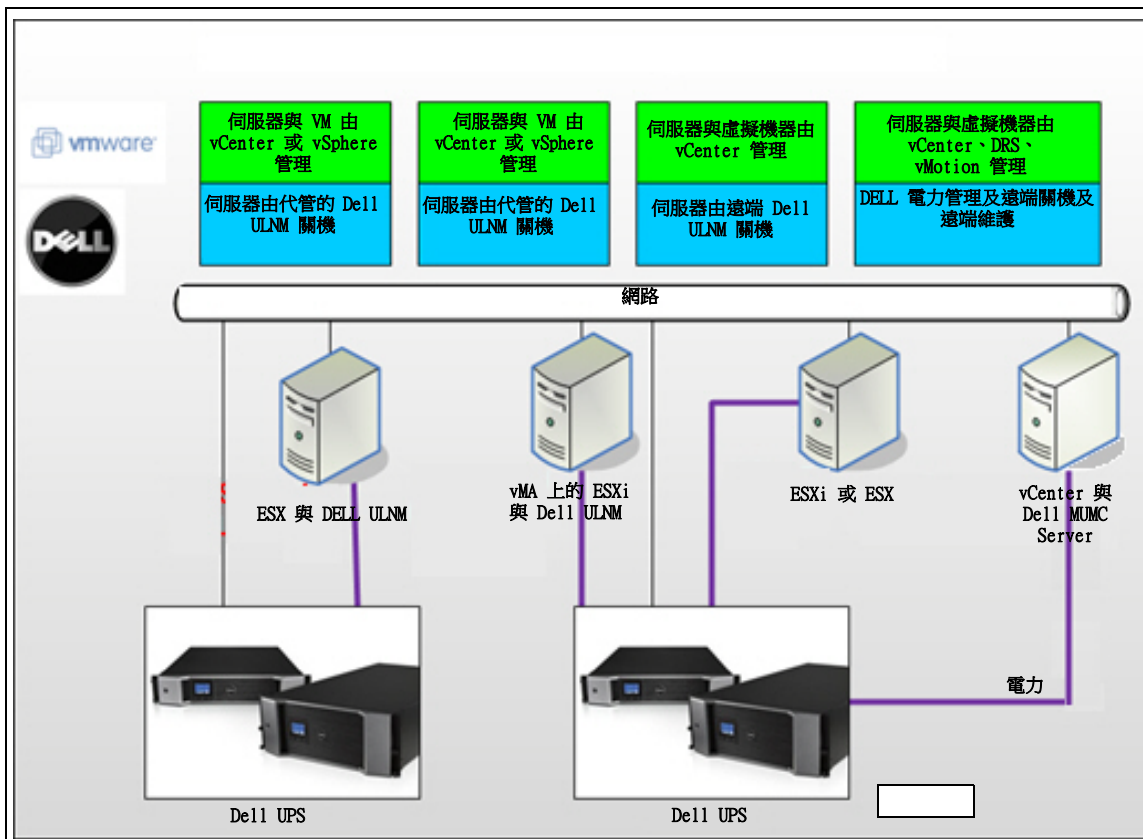 vmware
DELL
伺服器與 VM 由
vCenter 或 vSphere
管理
伺服器由代管的 Dell
ULNM 關機
伺服器與 VM 由
vCenter 或 vSphere
管理
伺服器由代管的 Dell
ULNM 關機
伺服器與虛擬機器由
vCenter 管理
伺服器由遠端 Dell
ULNM 關機
伺服器與虛擬機器由
vCenter、DRS、
vMotion 管理
DELL 電力管理及遠端關機及
遠端維護
網路
ESX 與 DELL ULNM
vMA 上的 ESXi
與 Dell ULNM
ESXi 或 ESX
vCenter 與
Dell MUMC
Server
電力
Dell UPS
Dell UPS